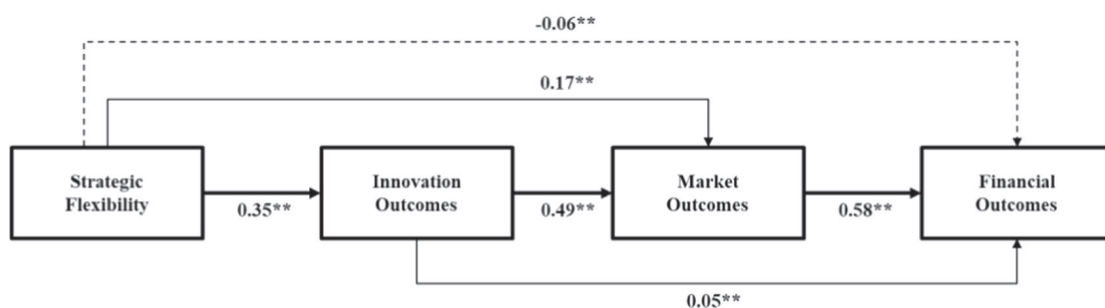 -0.06**
0.17**
Strategic
Flexibility
Innovation
Outcomes
Market
Outcomes
Financial
Outcomes
0.35**
0.49**
0.58**
0.05**